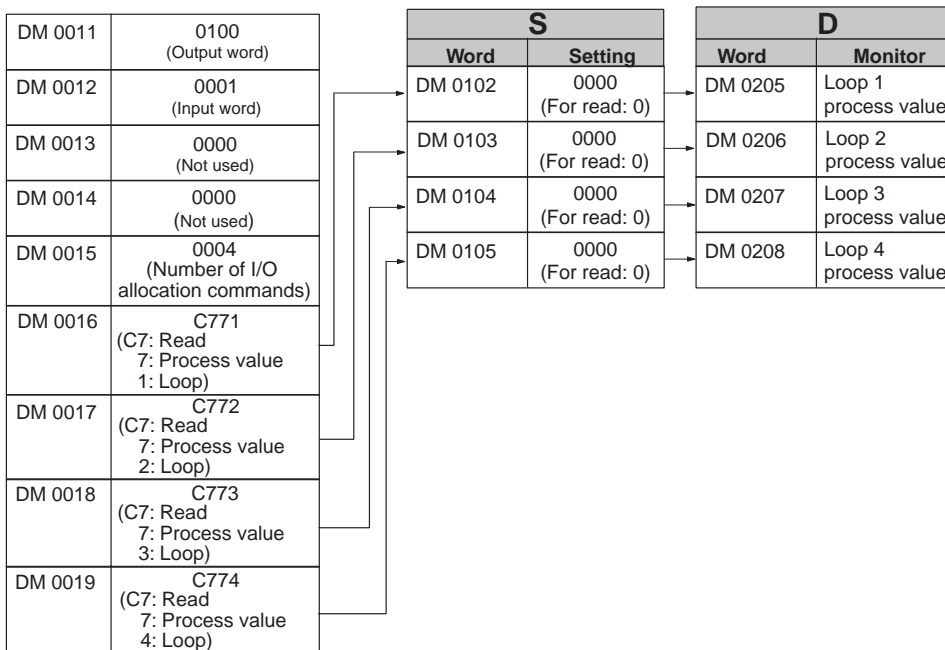 DM 0011
0100
(Output word)
DM 0012
0001
(Input word)
DM 0013
0000
(Not used)
DM 0014
0000
(Not used)
DM 0015
0004
(Number of I/O
allocation commands)
DM 0016
C771
(C7: Read
7: Process value
1: Loop)
DM 0017
C772
(C7: Read
7: Process value
2: Loop)
DM 0018
C773
(C7: Read
7: Process value
3: Loop)
DM 0019
C774
(C7: Read
7: Process value
4: Loop)
S
Word Setting
DM 0102 0000
(For read: 0)
DM 0103 0000
(For read: 0)
DM 0104 0000
(For read: 0)
DM 0105 0000
(For read: 0)
D
Word Monitor
DM 0205 Loop 1
process value
DM 0206 Loop 2
process value
DM 0207 Loop 3
process value
DM 0208 Loop 4
process value